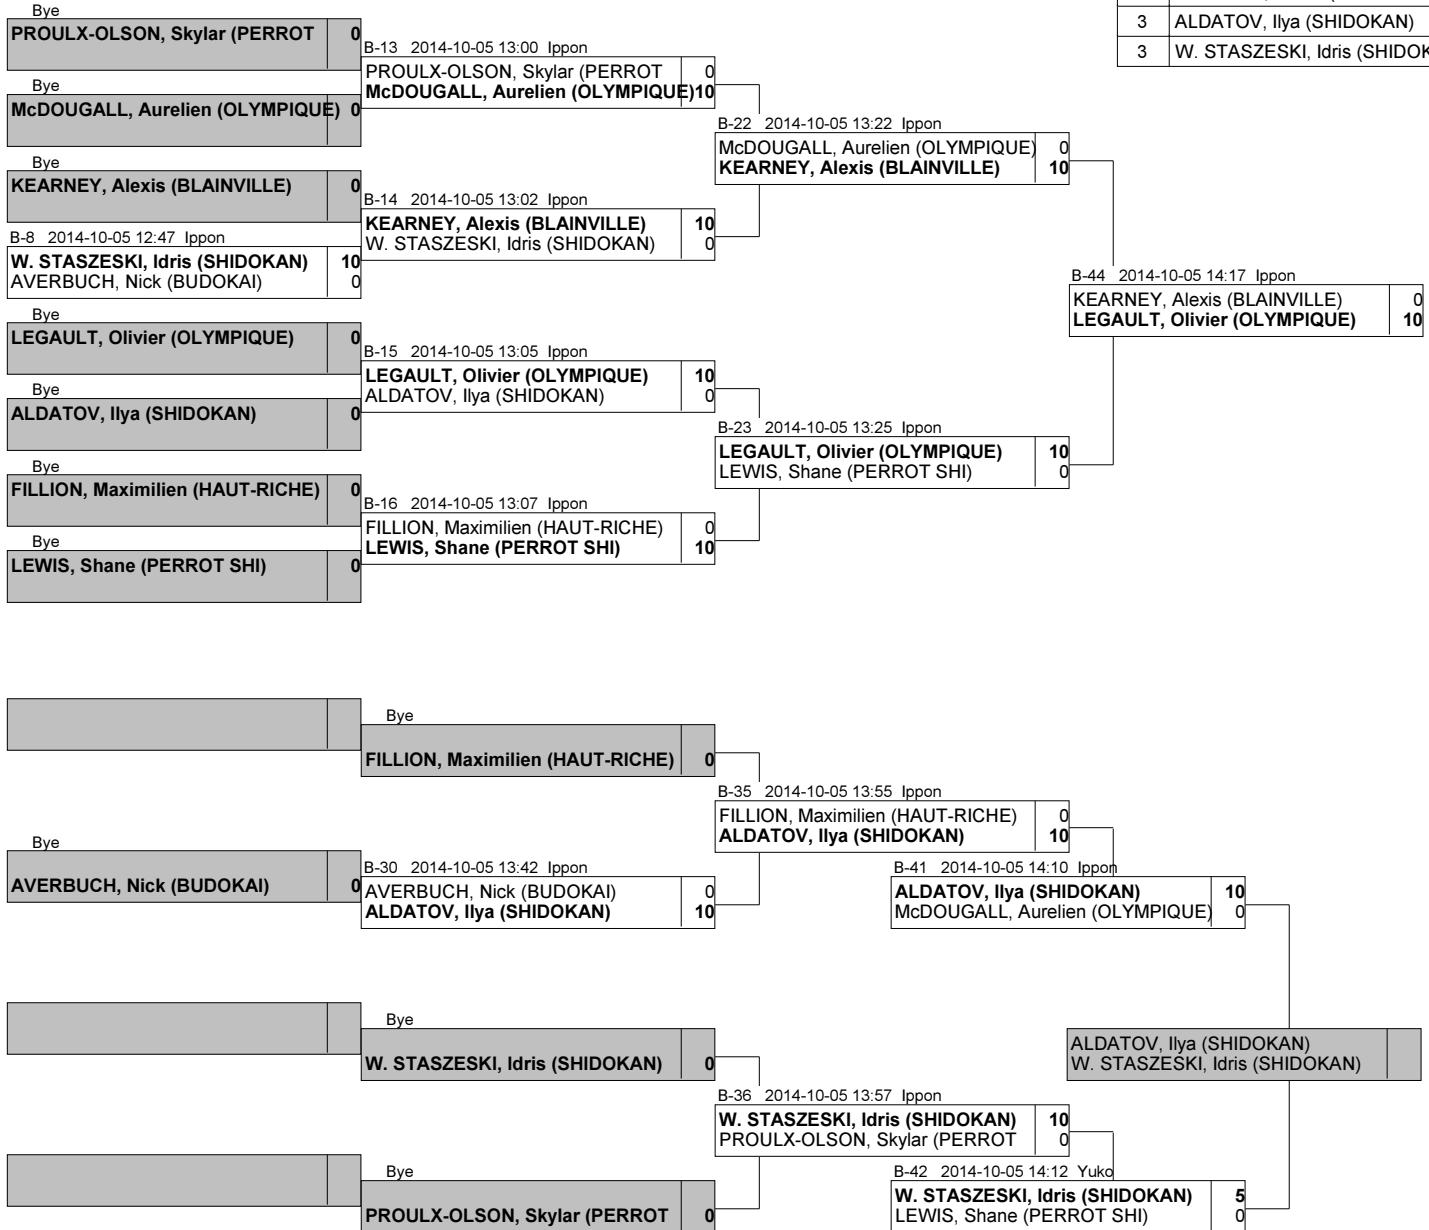 3 ALDATOV, Ilya (SHIDOKAN)
3 W. STASZESKI, Idris (SHIDOK
Bye
PROULX-OLSON, Skylar (PERROT 0
B-13 2014-10-05 13:00 Ippon
PROULX-OLSON, Skylar (PERROT 0
McDOUGALL, Aurelien (OLYMPIQUE) 10
Bye
McDOUGALL, Aurelien (OLYMPIQUE) 0
B-22 2014-10-05 13:22 Ippon
McDOUGALL, Aurelien (OLYMPIQUE) 0
KEARNEY, Alexis (BLAINVILLE) 10
Bye
KEARNEY, Alexis (BLAINVILLE) 0
B-14 2014-10-05 13:02 Ippon
KEARNEY, Alexis (BLAINVILLE) 10
W. STASZESKI, Idris (SHIDOKAN) 0
B-8 2014-10-05 12:47 Ippon
W. STASZESKI, Idris (SHIDOKAN) 10
AVERBUCH, Nick (BUDOKAI) 0
B-44 2014-10-05 14:17 Ippon
KEARNEY, Alexis (BLAINVILLE) 0
LEGAULT, Olivier (OLYMPIQUE) 10
Bye
LEGAULT, Olivier (OLYMPIQUE) 0
B-15 2014-10-05 13:05 Ippon
LEGAULT, Olivier (OLYMPIQUE) 10
ALDATOV, Ilya (SHIDOKAN) 0
Bye
ALDATOV, Ilya (SHIDOKAN) 0
B-23 2014-10-05 13:25 Ippon
LEGAULT, Olivier (OLYMPIQUE) 10
LEWIS, Shane (PERROT SHI) 0
Bye
FILLION, Maximilien (HAUT-RICHE) 0
B-16 2014-10-05 13:07 Ippon
FILLION, Maximilien (HAUT-RICHE) 0
LEWIS, Shane (PERROT SHI) 10
Bye
LEWIS, Shane (PERROT SHI) 0
Bye
FILLION, Maximilien (HAUT-RICHE) 0
B-35 2014-10-05 13:55 Ippon
FILLION, Maximilien (HAUT-RICHE) 0
ALDATOV, Ilya (SHIDOKAN) 10
Bye
AVERBUCH, Nick (BUDOKAI) 0
B-30 2014-10-05 13:42 Ippon
AVERBUCH, Nick (BUDOKAI) 0
ALDATOV, Ilya (SHIDOKAN) 10
B-41 2014-10-05 14:10 Ippon
ALDATOV, Ilya (SHIDOKAN) 10
McDOUGALL, Aurelien (OLYMPIQUE) 0
Bye
W. STASZESKI, Idris (SHIDOKAN) 0
ALDATOV, Ilya (SHIDOKAN)
W. STASZESKI, Idris (SHIDOKAN)
B-36 2014-10-05 13:57 Ippon
W. STASZESKI, Idris (SHIDOKAN) 10
PROULX-OLSON, Skylar (PERROT 0
Bye
PROULX-OLSON, Skylar (PERROT 0
B-42 2014-10-05 14:12 Yuko
W. STASZESKI, Idris (SHIDOKAN) 5
LEWIS, Shane (PERROT SHI) 0